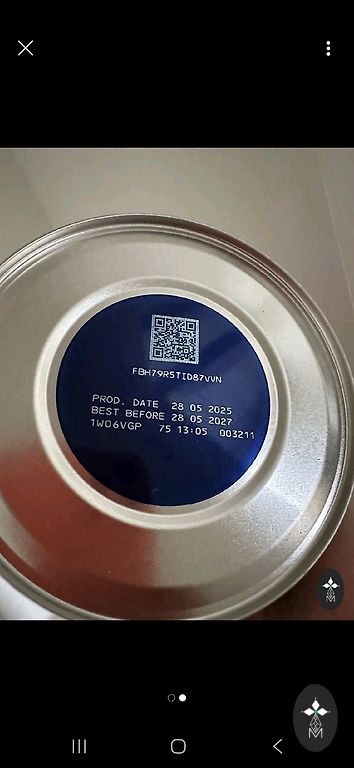 FBH79R5TID87VVN
PROD. DATE 28 05 2025
BEST BEFORE 28 05 2027
1W06VGP 75 13:05 003211
M
M